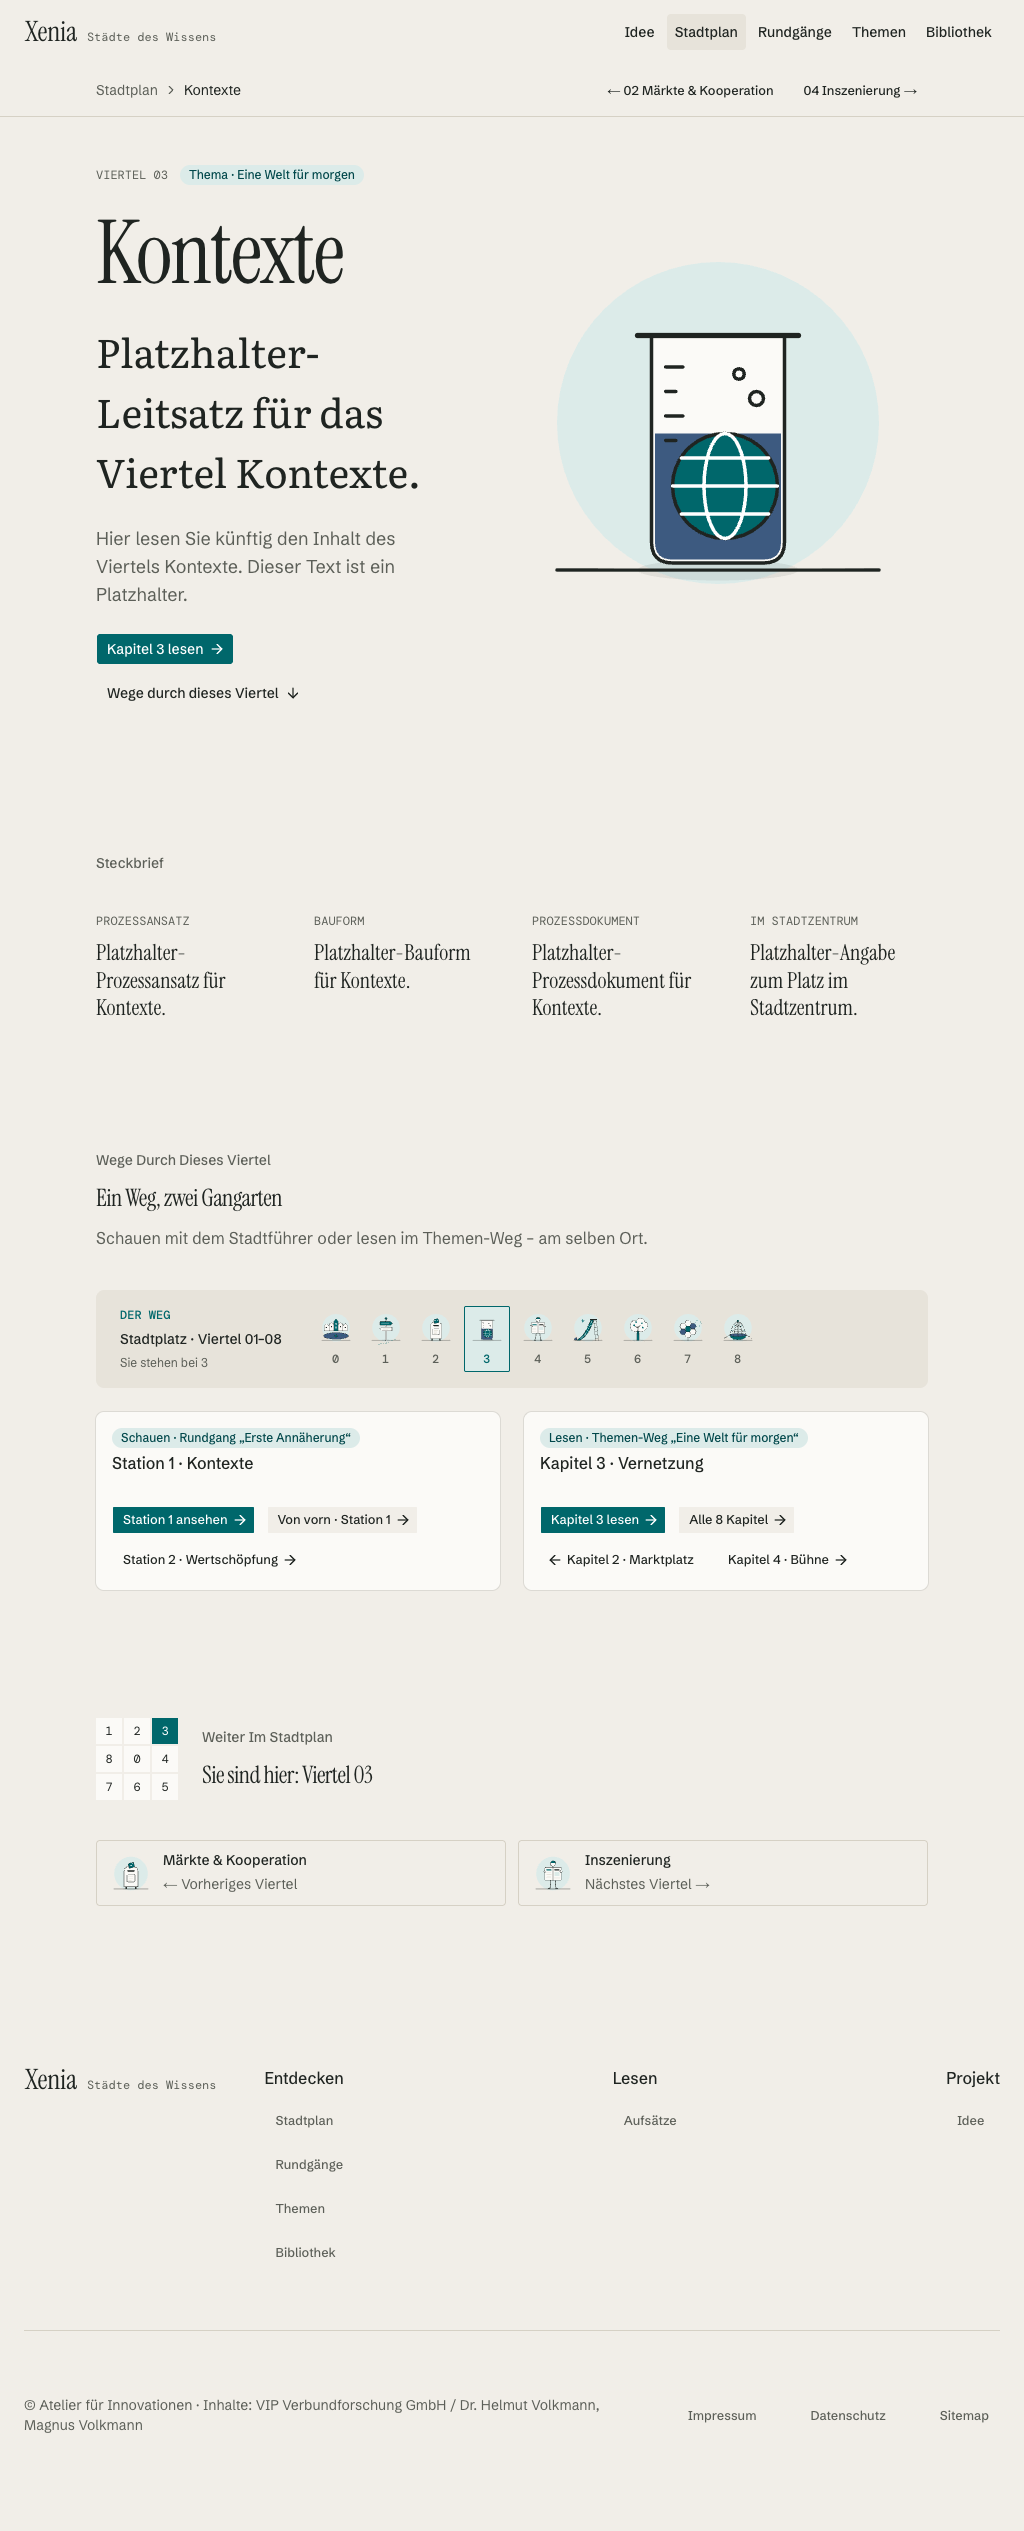 Xenia Städte des Wissens
Idee Stadtplan Rundgänge Themen Bibliothek
Stadtplan > Kontexte
← 02 Märkte & Kooperation 04 Inszenierung →
VIERTEL 03 Thema · Eine Welt für morgen
Kontexte
Platzhalter-
Leitsatz für das
Viertel Kontexte.
Hier lesen Sie künftig den Inhalt des
Viertels Kontexte. Dieser Text ist ein
Platzhalter.
Kapitel 3 lesen →
Wege durch dieses Viertel ↓
Steckbrief
PROZESSANSATZ
Platzhalter-
Prozessansatz für
Kontexte.
BAUFORM
Platzhalter-Bauform
für Kontexte.
PROZESSDOKUMENT
Platzhalter-
Prozessdokument für
Kontexte.
IM STADTZENTRUM
Platzhalter-Angabe
zum Platz im
Stadtzentrum.
Wege Durch Dieses Viertel
Ein Weg, zwei Gangarten
Schauen mit dem Stadtführer oder lesen im Themen-Weg – am selben Ort.
DER WEG
Stadtplatz · Viertel 01–08
Sie stehen bei 3
0 1 2 3 4 5 6 7 8
Schauen · Rundgang „Erste Annäherung“
Station 1 · Kontexte
Station 1 ansehen → Von vorn · Station 1 →
Station 2 · Wertschöpfung →
Lesen · Themen-Weg „Eine Welt für morgen“
Kapitel 3 · Vernetzung
Kapitel 3 lesen → Alle 8 Kapitel →
← Kapitel 2 · Marktplatz Kapitel 4 · Bühne →
1 2 3
8 0 4
7 6 5
Weiter Im Stadtplan
Sie sind hier: Viertel 03
Märkte & Kooperation
← Vorheriges Viertel
Inszenierung
Nächstes Viertel →
Xenia Städte des Wissens
Entdecken
Stadtplan
Rundgänge
Themen
Bibliothek
Lesen
Aufsätze
Projekt
Idee
© Atelier für Innovationen · Inhalte: VIP Verbundforschung GmbH / Dr. Helmut Volkmann,
Magnus Volkmann
Impressum Datenschutz Sitemap